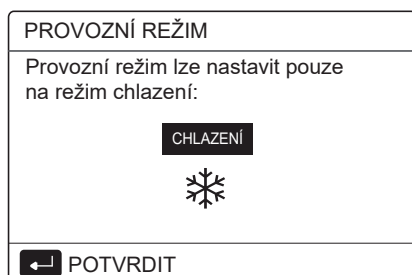 PROVOZNÍ REŽIM
Provozní režim lze nastavit pouze
na režim chlazení:
CHLAZENÍ
POTVRDIT